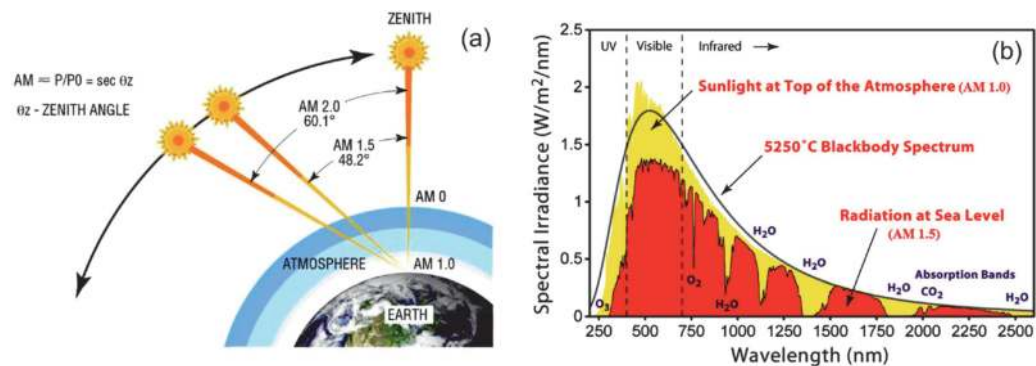 ZENITH
(a)
AM = P/P0 = sec θz
θz - ZENITH ANGLE
AM 2.0
60.1°
AM 1.5
48.2°
AM 0
ATMOSPHERE
AM 1.0
EARTH
(b)
UV
Visible
Infrared →
Sunlight at Top of the Atmosphere (AM 1.0)
5250°C Blackbody Spectrum
Radiation at Sea Level
(AM 1.5)
H₂O
H₂O
H₂O
Absorption Bands
CO₂
H₂O
O₃
O₂
H₂O
Spectral Irradiance (W/m²/nm)
2.5
2
1.5
1
0.5
0
250 500 750 1000 1250 1500 1750 2000 2250 2500
Wavelength (nm)